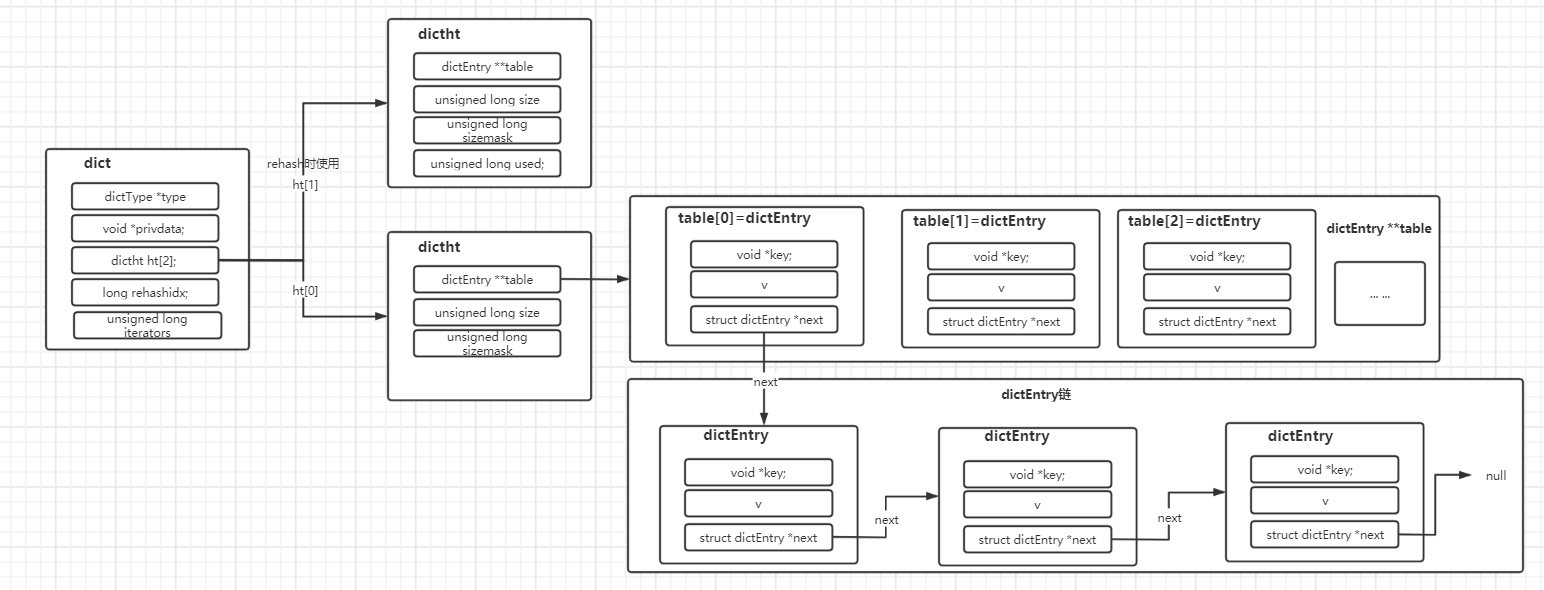 dict
dictType *type
void *privdata;
dictht ht[2];
long rehashidx;
unsigned long
iterators
rehash时使用
ht[1]
ht[0]
dictht
dictEntry **table
unsigned long size
unsigned long
sizemask
unsigned long used;
dictht
dictEntry **table
unsigned long size
unsigned long
sizemask
table[0]=dictEntry
void *key;
v
struct dictEntry *next
table[1]=dictEntry
void *key;
v
struct dictEntry *next
table[2]=dictEntry
void *key;
v
struct dictEntry *next
dictEntry **table
... ...
next
dictEntry链
dictEntry
void *key;
v
struct dictEntry *next
next
dictEntry
void *key;
v
struct dictEntry *next
next
dictEntry
void *key;
v
struct dictEntry *next
null